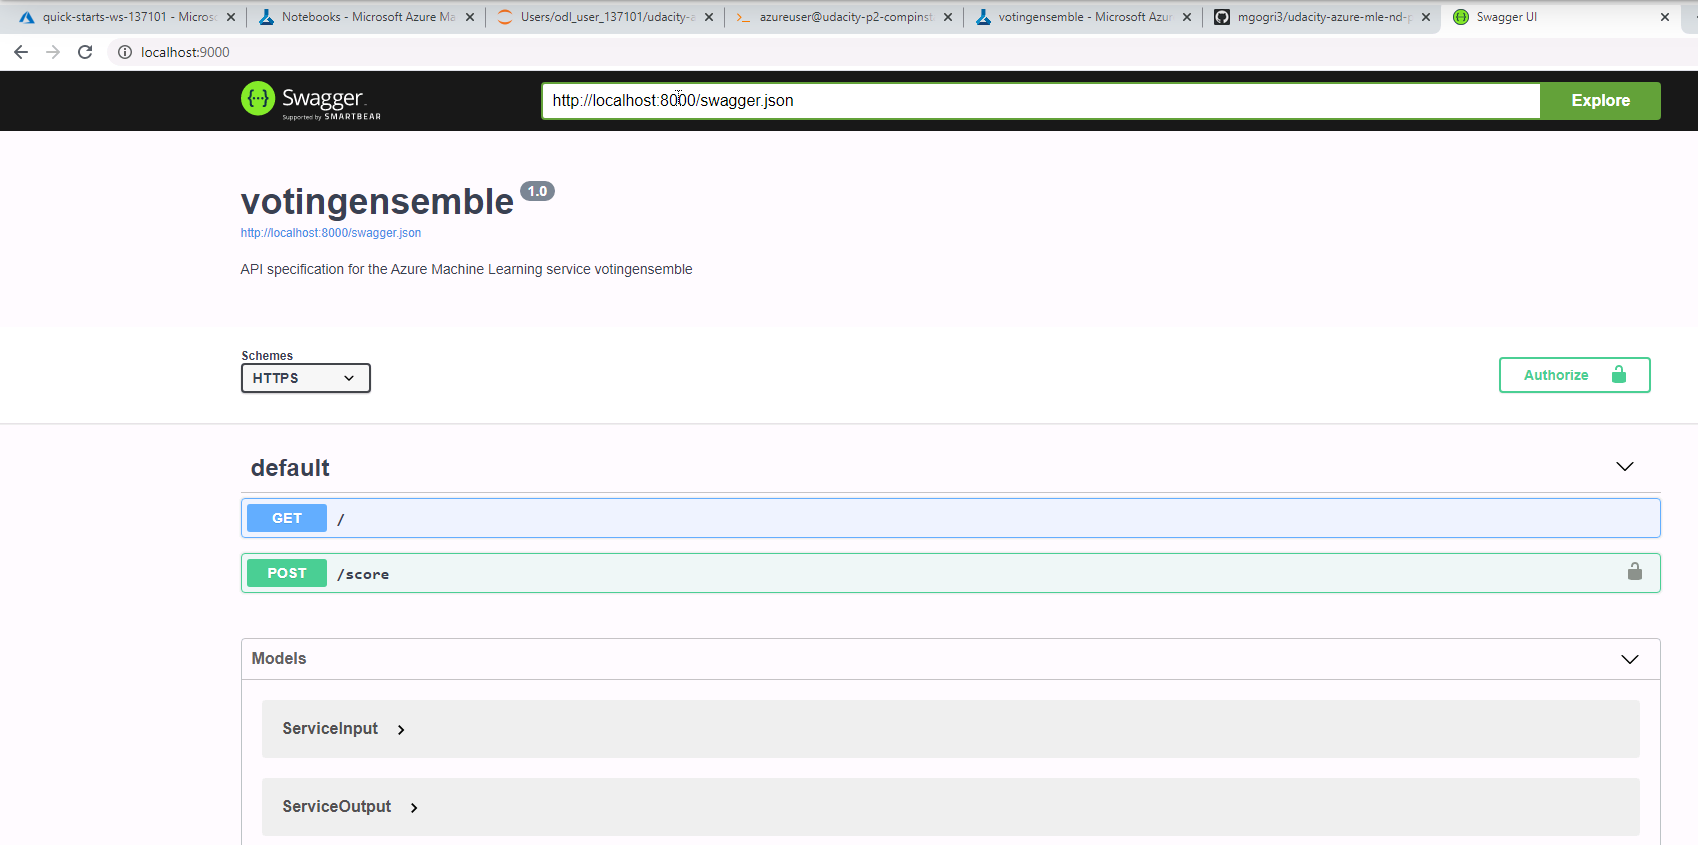 quick-starts-ws-137101 - Microso
Notebooks - Microsoft Azure Ma
Users/odl_user_137101/udacity-a
azureuser@udacity-p2-compinst
votingensemble - Microsoft Azur
mgogri3/udacity-azure-mle-nd-p
Swagger UI
localhost:9000
Swagger
Supported by SMARTBEAR
http://localhost:8000/swagger.json
Explore
votingensemble 1.0
http://localhost:8000/swagger.json
API specification for the Azure Machine Learning service votingensemble
Schemes
HTTPS
Authorize
default
GET /
POST /score
Models
ServiceInput
ServiceOutput